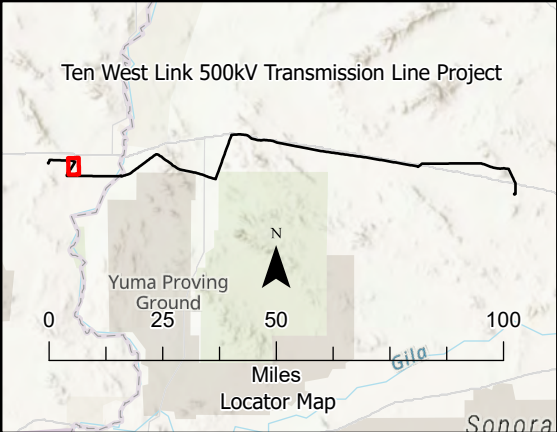 Ten West Link 500kV Transmission Line Project
N
Yuma Proving
Ground
0 25 50 100
Gila
Miles
Locator Map
Sonora